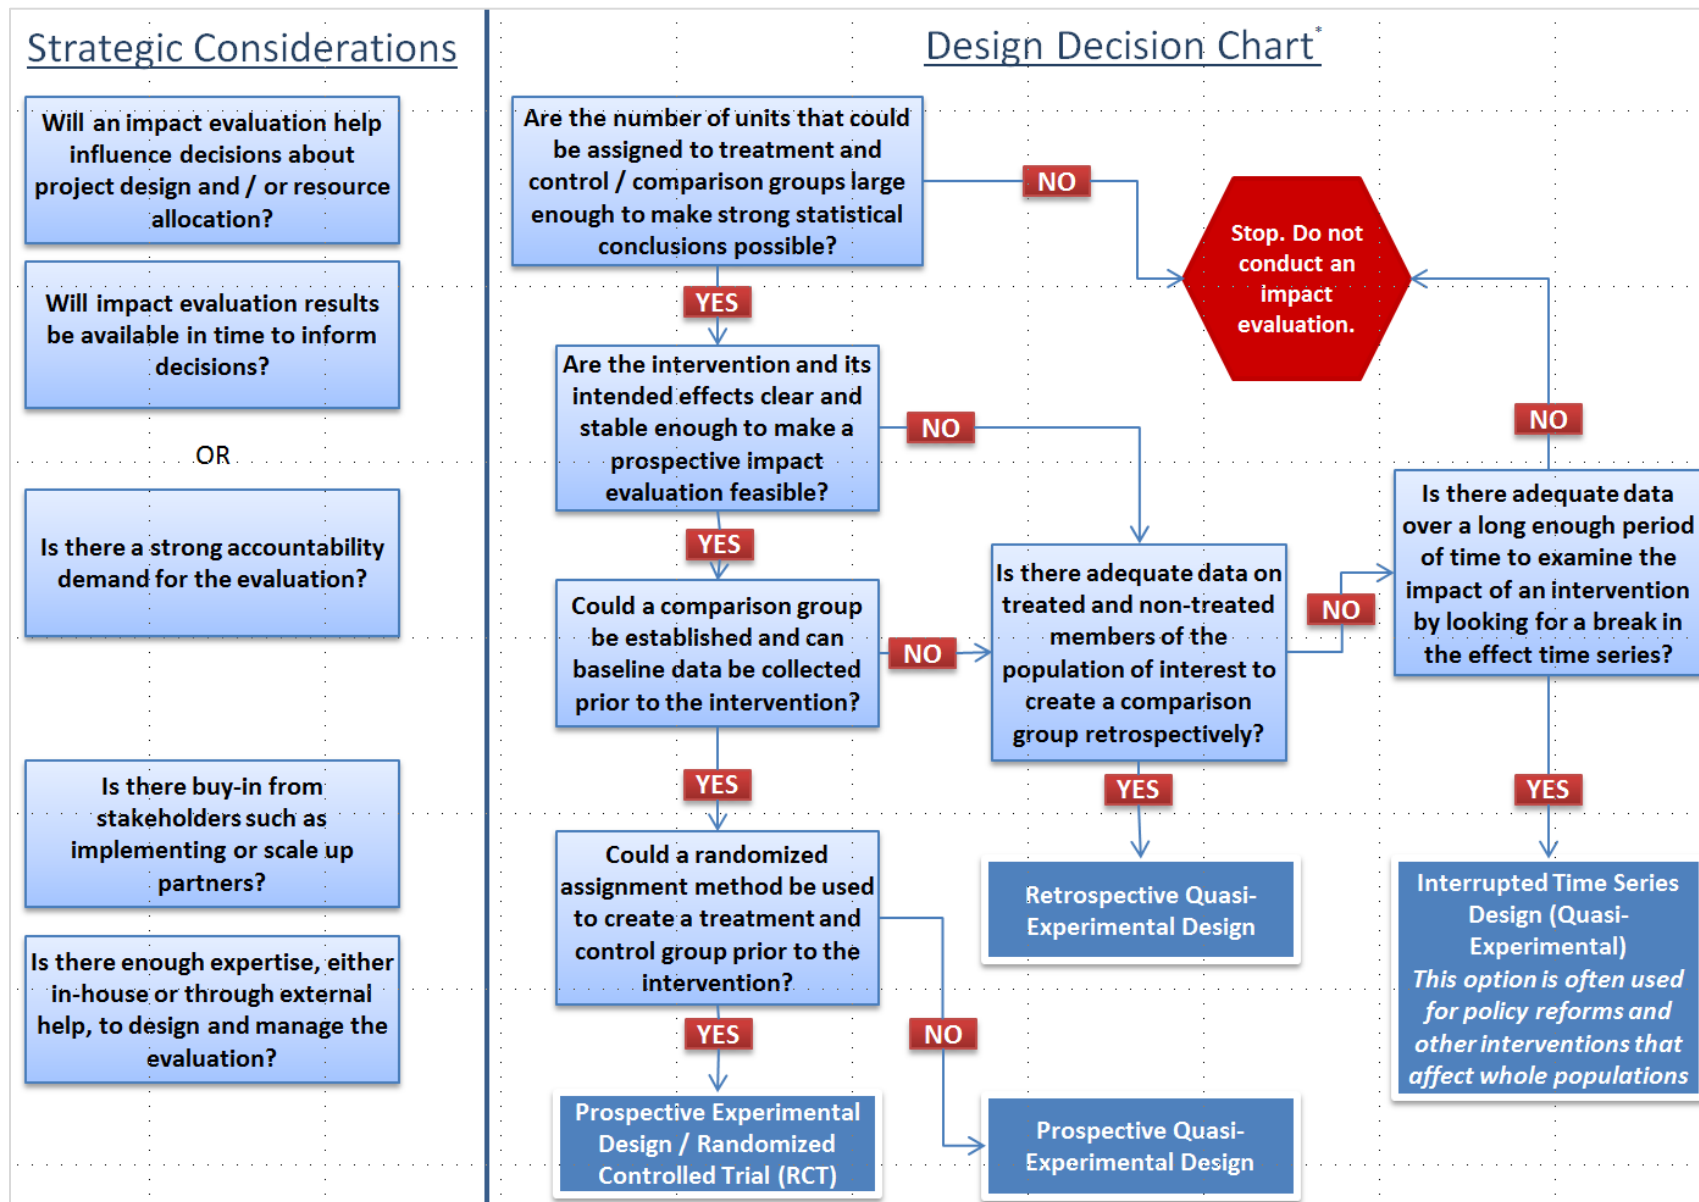 Strategic Considerations
Will an impact evaluation help
influence decisions about
project design and / or resource
allocation?
Will impact evaluation results
be available in time to inform
decisions?
OR
Is there a strong accountability
demand for the evaluation?
Is there buy-in from
stakeholders such as
implementing or scale up
partners?
Is there enough expertise, either
in-house or through external
help, to design and manage the
evaluation?
Design Decision Chart*
Are the number of units that could
be assigned to treatment and
control / comparison groups large
enough to make strong statistical
conclusions possible?
NO
Stop. Do not
conduct an
impact
evaluation.
YES
Are the intervention and its
intended effects clear and
stable enough to make a
prospective impact
evaluation feasible?
NO
YES
Could a comparison group
be established and can
baseline data be collected
prior to the intervention?
NO
Is there adequate data on
treated and non-treated
members of the
population of interest to
create a comparison
group retrospectively?
NO
Is there adequate data
over a long enough period
of time to examine the
impact of an intervention
by looking for a break in
the effect time series?
NO
YES
Could a randomized
assignment method be used
to create a treatment and
control group prior to the
intervention?
YES
Retrospective Quasi-
Experimental Design
YES
Interrupted Time Series
Design (Quasi-
Experimental)
This option is often used
for policy reforms and
other interventions that
affect whole populations
YES
NO
Prospective Experimental
Design / Randomized
Controlled Trial (RCT)
Prospective Quasi-
Experimental Design